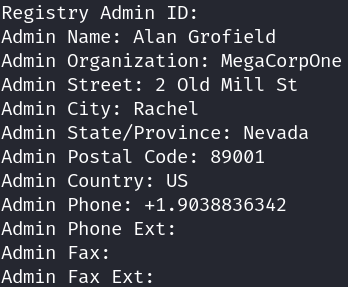 Registry Admin ID:
Admin Name: Alan Grofield
Admin Organization: MegaCorpOne
Admin Street: 2 Old Mill St
Admin City: Rachel
Admin State/Province: Nevada
Admin Postal Code: 89001
Admin Country: US
Admin Phone: +1.9038836342
Admin Phone Ext:
Admin Fax:
Admin Fax Ext: